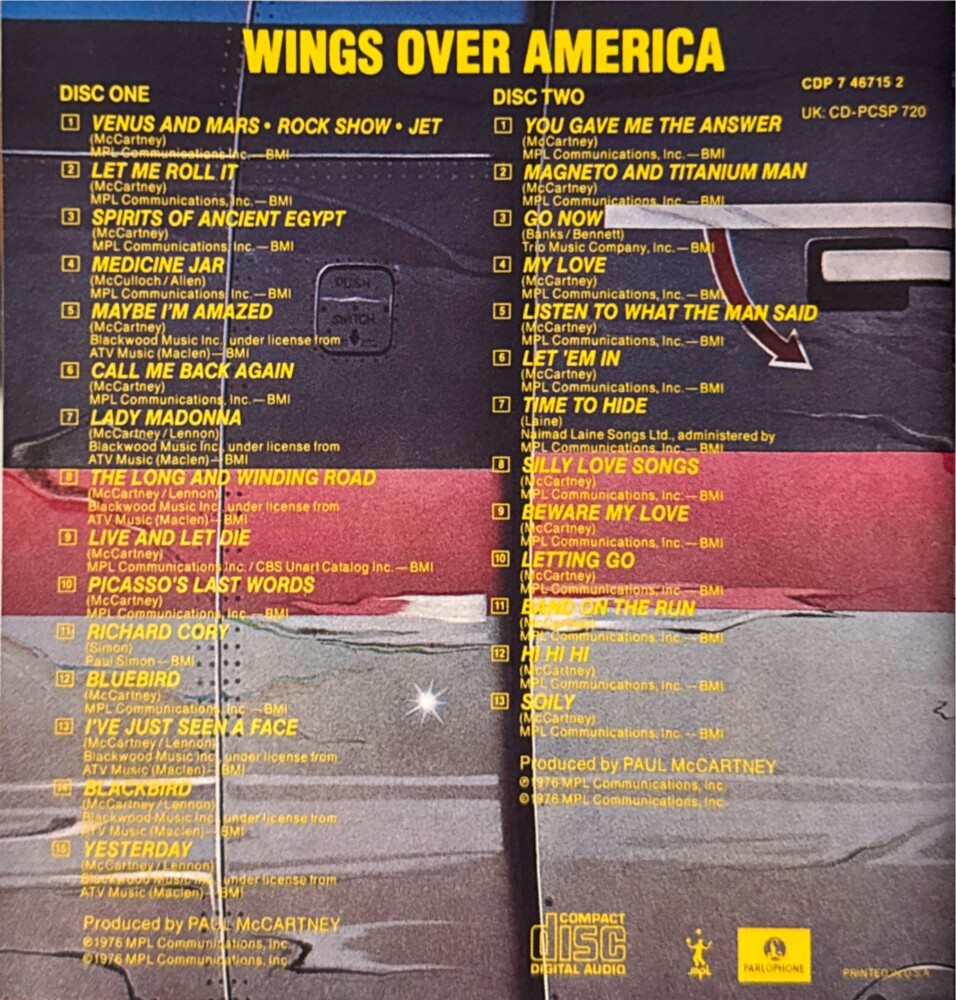 WINGS OVER AMERICA
CDP 7 46715 2
UK: CD-PCSP 720
DISC ONE
1 VENUS AND MARS • ROCK SHOW • JET
(McCartney)
MPL Communications Inc.—BMI
2 LET ME ROLL IT
(McCartney)
MPL Communications, Inc.—BMI
3 SPIRITS OF ANCIENT EGYPT
(McCartney)
MPL Communications, Inc.—BMI
4 MEDICINE JAR
(McCulloch/Allen)
MPL Communications, Inc.—BMI
5 MAYBE I'M AMAZED
(McCartney)
Blackwood Music Inc. under license from
ATV Music (Maclen)—BMI
6 CALL ME BACK AGAIN
(McCartney)
MPL Communications, Inc.—BMI
7 LADY MADONNA
(McCartney/Lennon)
Blackwood Music Inc., under license from
ATV Music (Maclen)—BMI
8 THE LONG AND WINDING ROAD
(McCartney/Lennon)
Blackwood Music Inc., under license from
ATV Music (Maclen)—BMI
9 LIVE AND LET DIE
(McCartney)
MPL Communications, Inc./CBS Unart Catalog Inc.—BMI
10 PICASSO'S LAST WORDS
(McCartney)
MPL Communications, Inc.—BMI
11 RICHARD CORY
(Simon)
Paul Simon—BMI
12 BLUEBIRD
(McCartney)
MPL Communications, Inc.—BMI
13 I'VE JUST SEEN A FACE
(McCartney/Lennon)
Blackwood Music Inc., under license from
ATV Music (Maclen)—BMI
14 BLACKBIRD
(McCartney/Lennon)
Blackwood Music Inc., under license from
ATV Music (Maclen)—BMI
15 YESTERDAY
(McCartney/Lennon)
Blackwood Music Inc., under license from
ATV Music (Maclen)—BMI
Produced by PAUL McCARTNEY
℗1976 MPL Communications, Inc.
©1976 MPL Communications, Inc.
DISC TWO
1 YOU GAVE ME THE ANSWER
(McCartney)
MPL Communications, Inc.—BMI
2 MAGNETO AND TITANIUM MAN
(McCartney)
MPL Communications, Inc.—BMI
3 GO NOW
(Banks/Bennett)
Trio Music Company, Inc.—BMI
4 MY LOVE
(McCartney)
MPL Communications, Inc.—BMI
5 LISTEN TO WHAT THE MAN SAID
(McCartney)
MPL Communications, Inc.—BMI
6 LET 'EM IN
(McCartney)
MPL Communications, Inc.—BMI
7 TIME TO HIDE
(Laine)
Naimad Laine Songs Ltd., administered by
MPL Communications, Inc.—BMI
8 SILLY LOVE SONGS
(McCartney)
MPL Communications, Inc.—BMI
9 BEWARE MY LOVE
(McCartney)
MPL Communications, Inc.—BMI
10 LETTING GO
(McCartney)
MPL Communications, Inc.—BMI
11 BAND ON THE RUN
(McCartney)
MPL Communications, Inc.—BMI
12 HI HI HI
(McCartney)
MPL Communications, Inc.—BMI
13 SOILY
(McCartney)
MPL Communications, Inc.—BMI
Produced by PAUL McCARTNEY
℗1976 MPL Communications, Inc.
©1976 MPL Communications, Inc.
PUSH
SWITCH
COMPACT
disc
DIGITAL AUDIO
mpl
PARLOPHONE
PRINTED IN U.S.A.